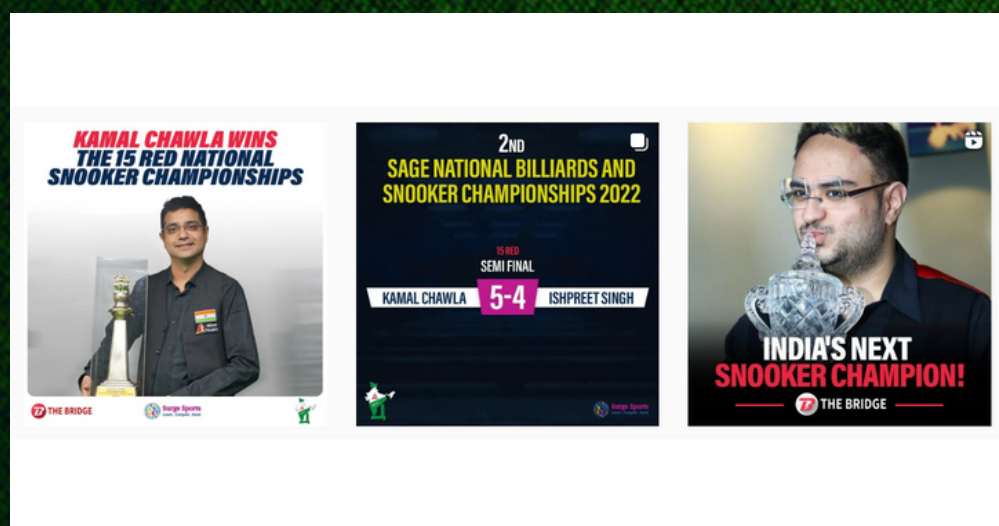 KAMAL CHAWLA WINS
THE 15 RED NATIONAL
SNOOKER CHAMPIONSHIPS
THE BRIDGE
Surge Sports
2ND
SAGE NATIONAL BILLIARDS AND
SNOOKER CHAMPIONSHIPS 2022
15 RED
SEMI FINAL
KAMAL CHAWLA 5-4 ISHPREET SINGH
Surge Sports
INDIA'S NEXT
SNOOKER CHAMPION!
THE BRIDGE